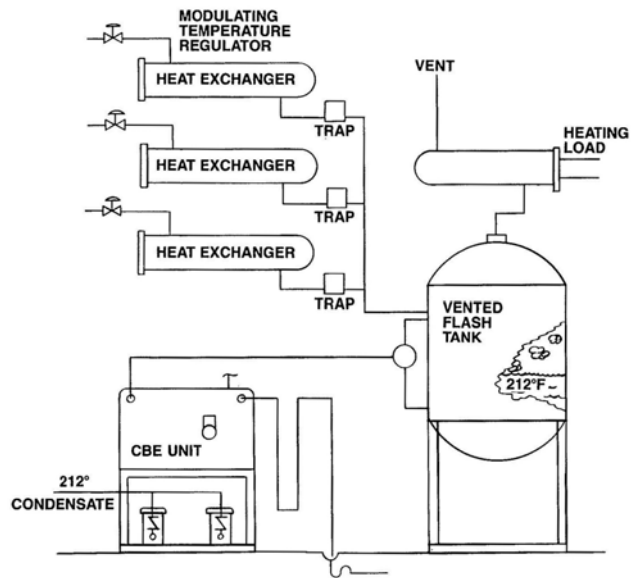 MODULATING
TEMPERATURE
REGULATOR
HEAT EXCHANGER
TRAP
HEAT EXCHANGER
TRAP
HEAT EXCHANGER
TRAP
VENT
HEATING
LOAD
VENTED
FLASH
TANK
212°F
CBE UNIT
212°
CONDENSATE